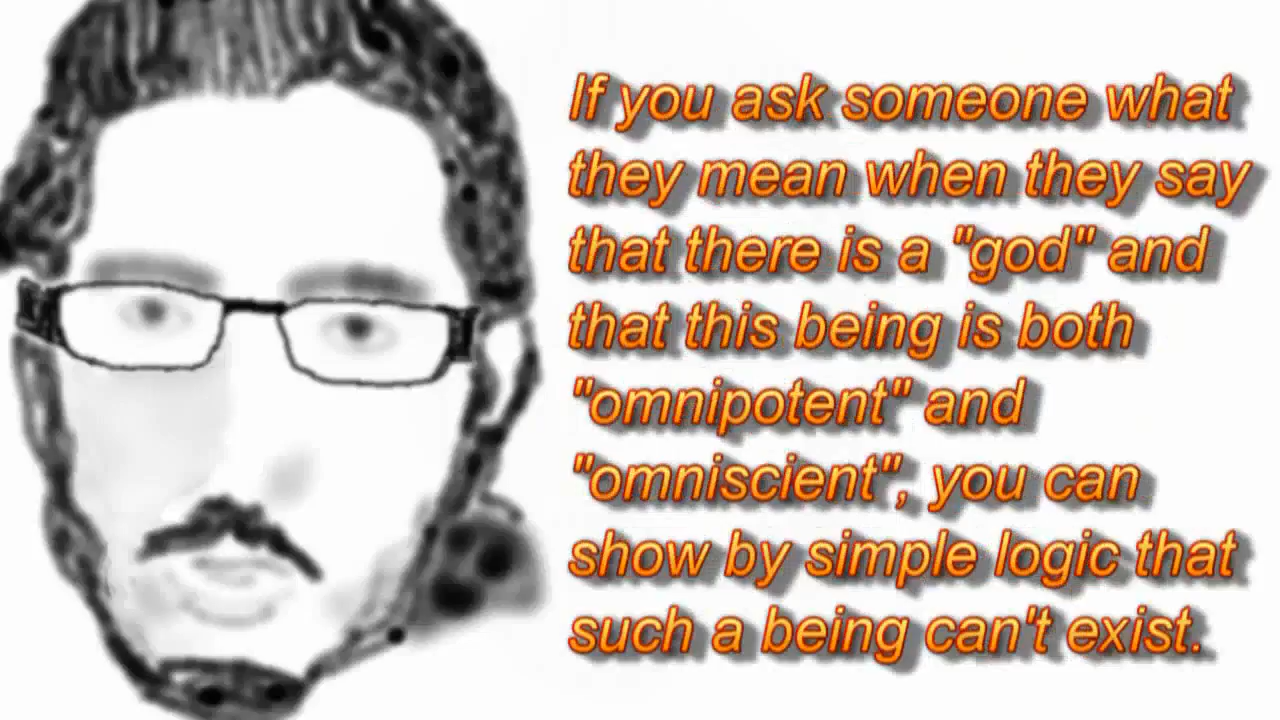 If you ask someone what
they mean when they say
that there is a "god" and
that this being is both
"omnipotent" and
"omniscient", you can
show by simple logic that
such a being can't exist.